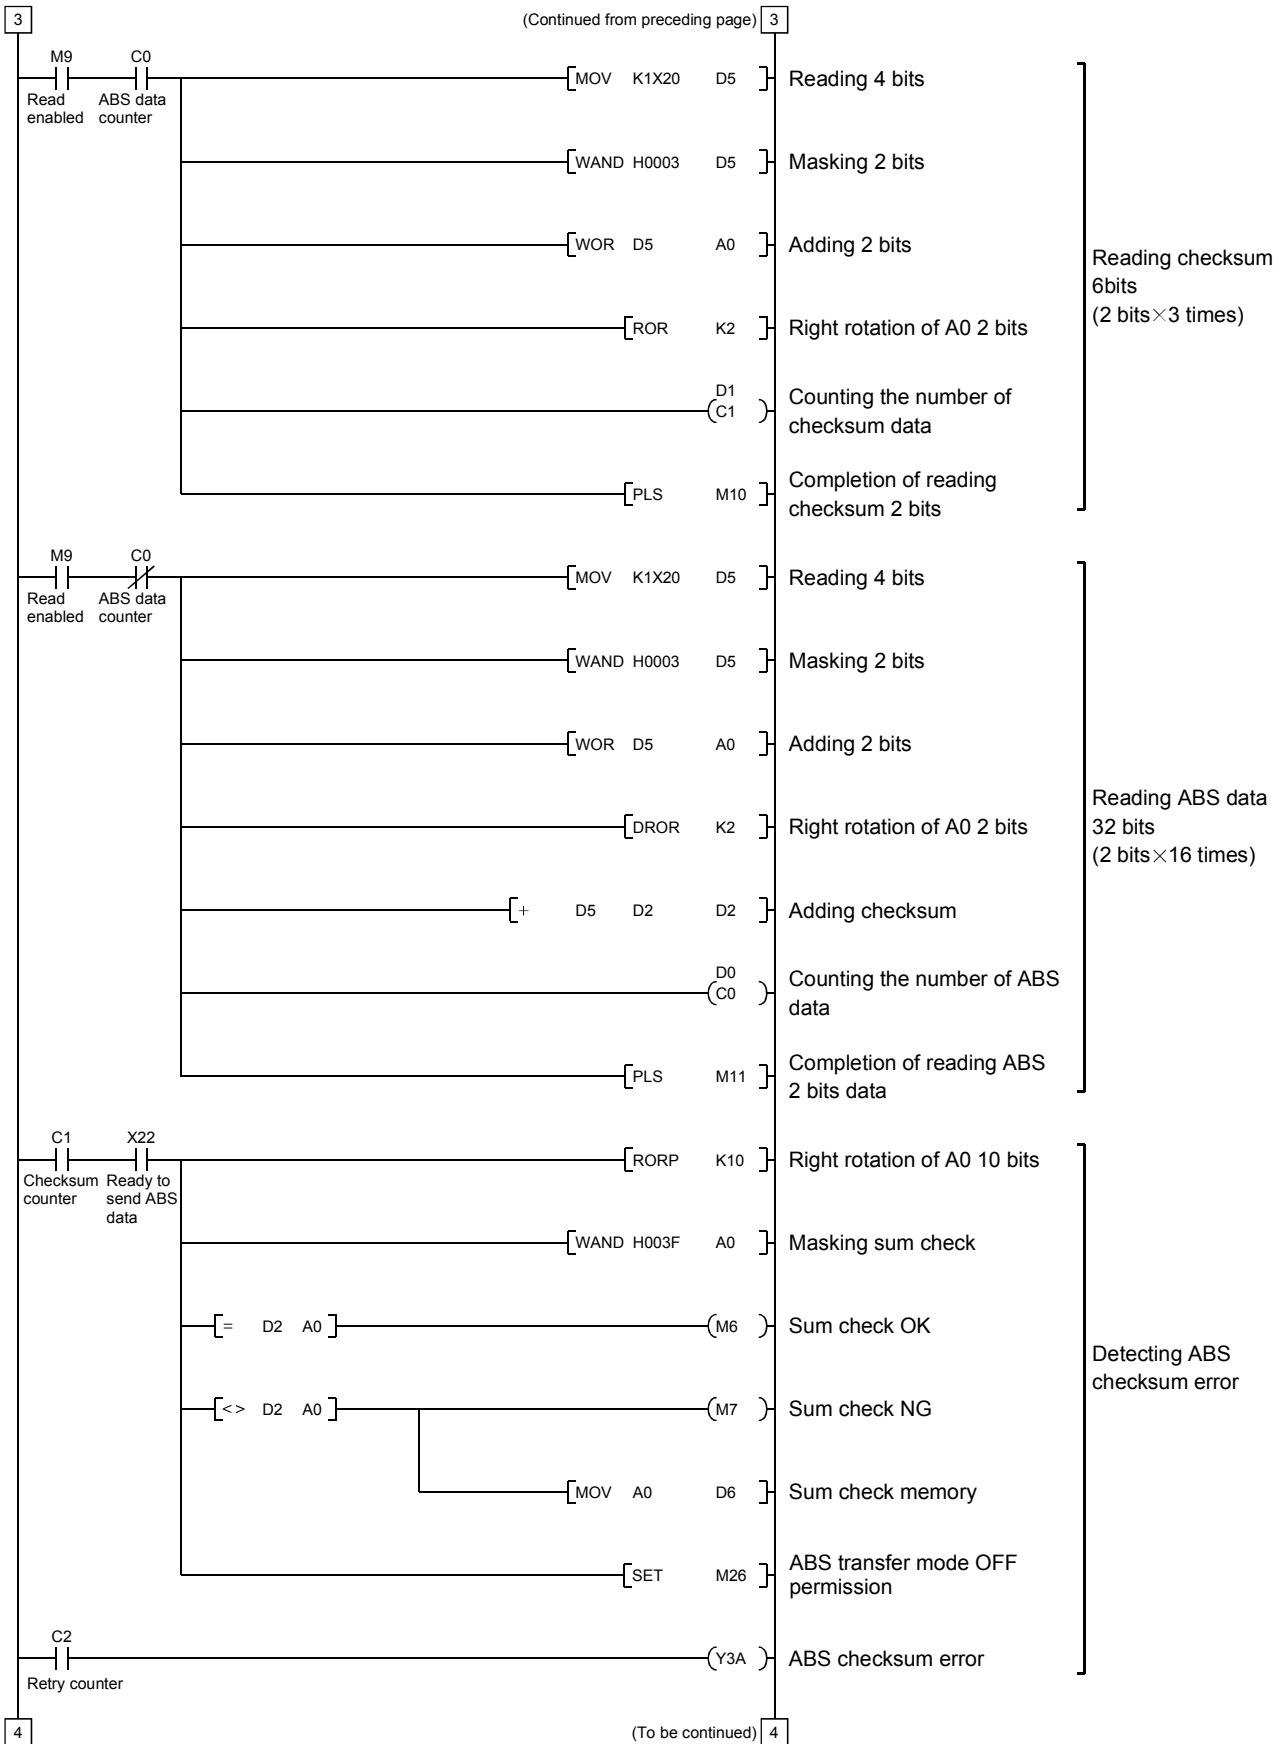 3 (Continued from preceding page) 3
M9 C0
MOV K1X20 D5 Reading 4 bits
Read ABS data
enabled counter
WAND H0003 D5 Masking 2 bits
WOR D5 A0 Adding 2 bits
Reading checksum
6bits
(2 bits×3 times)
ROR K2 Right rotation of A0 2 bits
D1
C1 Counting the number of
checksum data
PLS M10 Completion of reading
checksum 2 bits
M9 C0
MOV K1X20 D5 Reading 4 bits
Read ABS data
enabled counter
WAND H0003 D5 Masking 2 bits
WOR D5 A0 Adding 2 bits
Reading ABS data
32 bits
(2 bits×16 times)
DROR K2 Right rotation of A0 2 bits
+ D5 D2 D2 Adding checksum
D0
C0 Counting the number of ABS
data
PLS M11 Completion of reading ABS
2 bits data
C1 X22
RORP K10 Right rotation of A0 10 bits
Checksum Ready to
counter send ABS
data
WAND H003F A0 Masking sum check
= D2 A0 M6 Sum check OK
Detecting ABS
checksum error
<> D2 A0 M7 Sum check NG
MOV A0 D6 Sum check memory
SET M26 ABS transfer mode OFF
permission
C2
Y3A ABS checksum error
Retry counter
4 (To be continued) 4